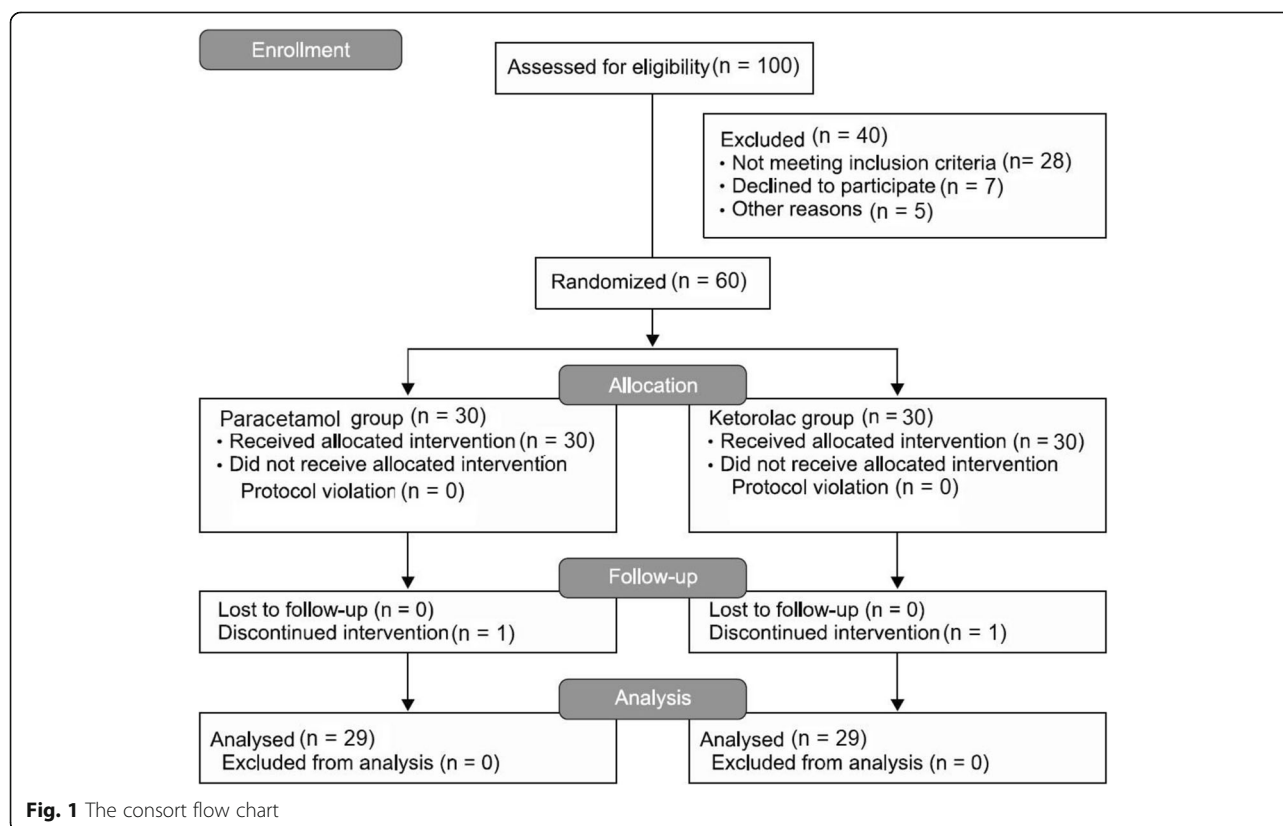 Enrollment
Assessed for eligibility (n = 100)
Excluded (n = 40)
• Not meeting inclusion criteria (n= 28)
• Declined to participate (n = 7)
• Other reasons (n = 5)
Randomized (n = 60)
Allocation
Paracetamol group (n = 30)
• Received allocated intervention (n = 30)
• Did not receive allocated intervention
Protocol violation (n = 0)
Ketorolac group (n = 30)
• Received allocated intervention (n = 30)
• Did not receive allocated intervention
Protocol violation (n = 0)
Follow-up
Lost to follow-up (n = 0)
Discontinued intervention (n = 1)
Lost to follow-up (n = 0)
Discontinued intervention (n = 1)
Analysis
Analysed (n = 29)
Excluded from analysis (n = 0)
Analysed (n = 29)
Excluded from analysis (n = 0)
Fig. 1 The consort flow chart